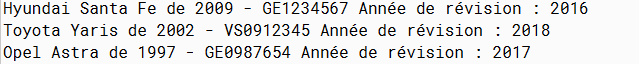 Hyundai Santa Fe de 2009 - GE1234567 Année de révision : 2016
Toyota Yaris de 2002 - VS0912345 Année de révision : 2018
Opel Astra de 1997 - GE0987654 Année de révision : 2017